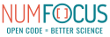 NUMFOCUS
OPEN CODE = BETTER SCIENCE